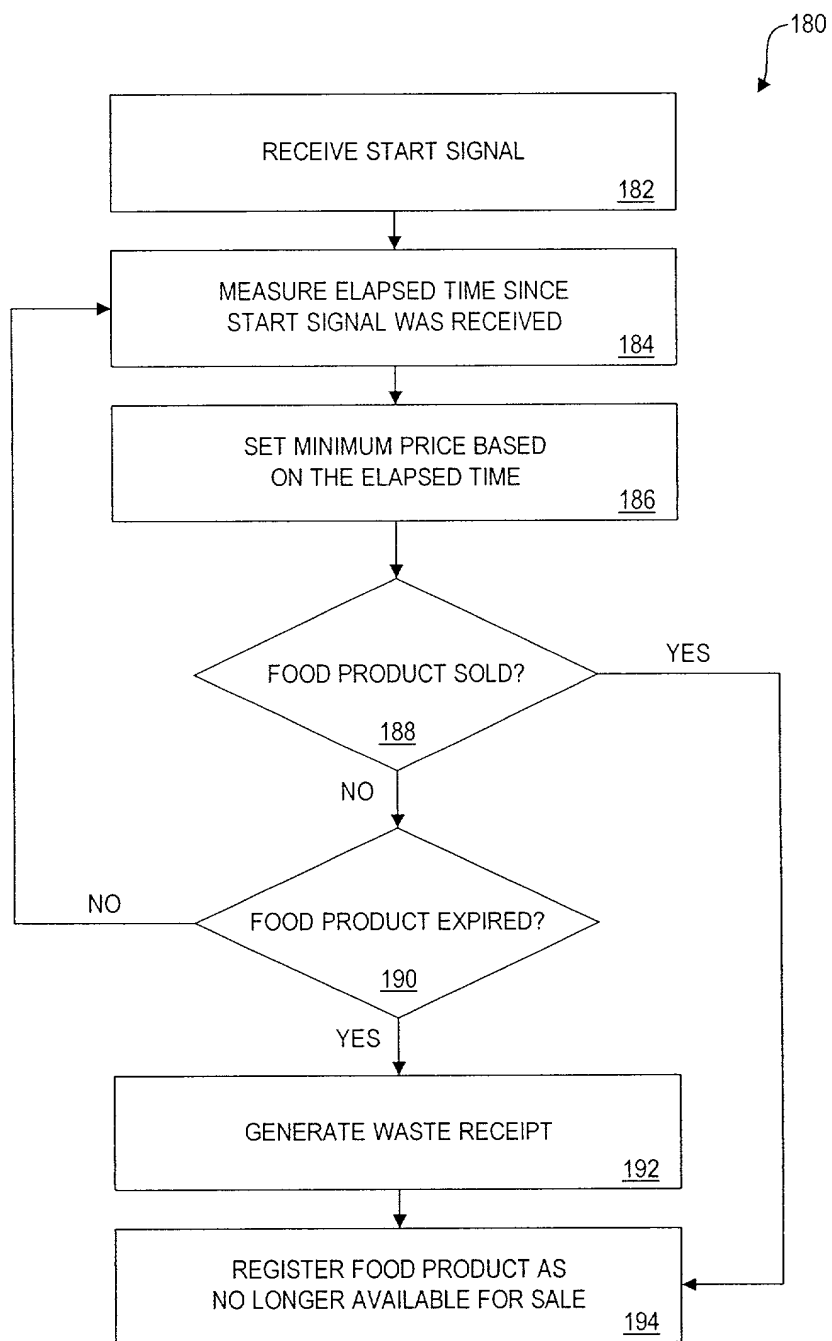 180
RECEIVE START SIGNAL
182
MEASURE ELAPSED TIME SINCE
START SIGNAL WAS RECEIVED
184
SET MINIMUM PRICE BASED
ON THE ELAPSED TIME
186
FOOD PRODUCT SOLD?
188
YES
NO
FOOD PRODUCT EXPIRED?
190
NO
YES
GENERATE WASTE RECEIPT
192
REGISTER FOOD PRODUCT AS
NO LONGER AVAILABLE FOR SALE
194